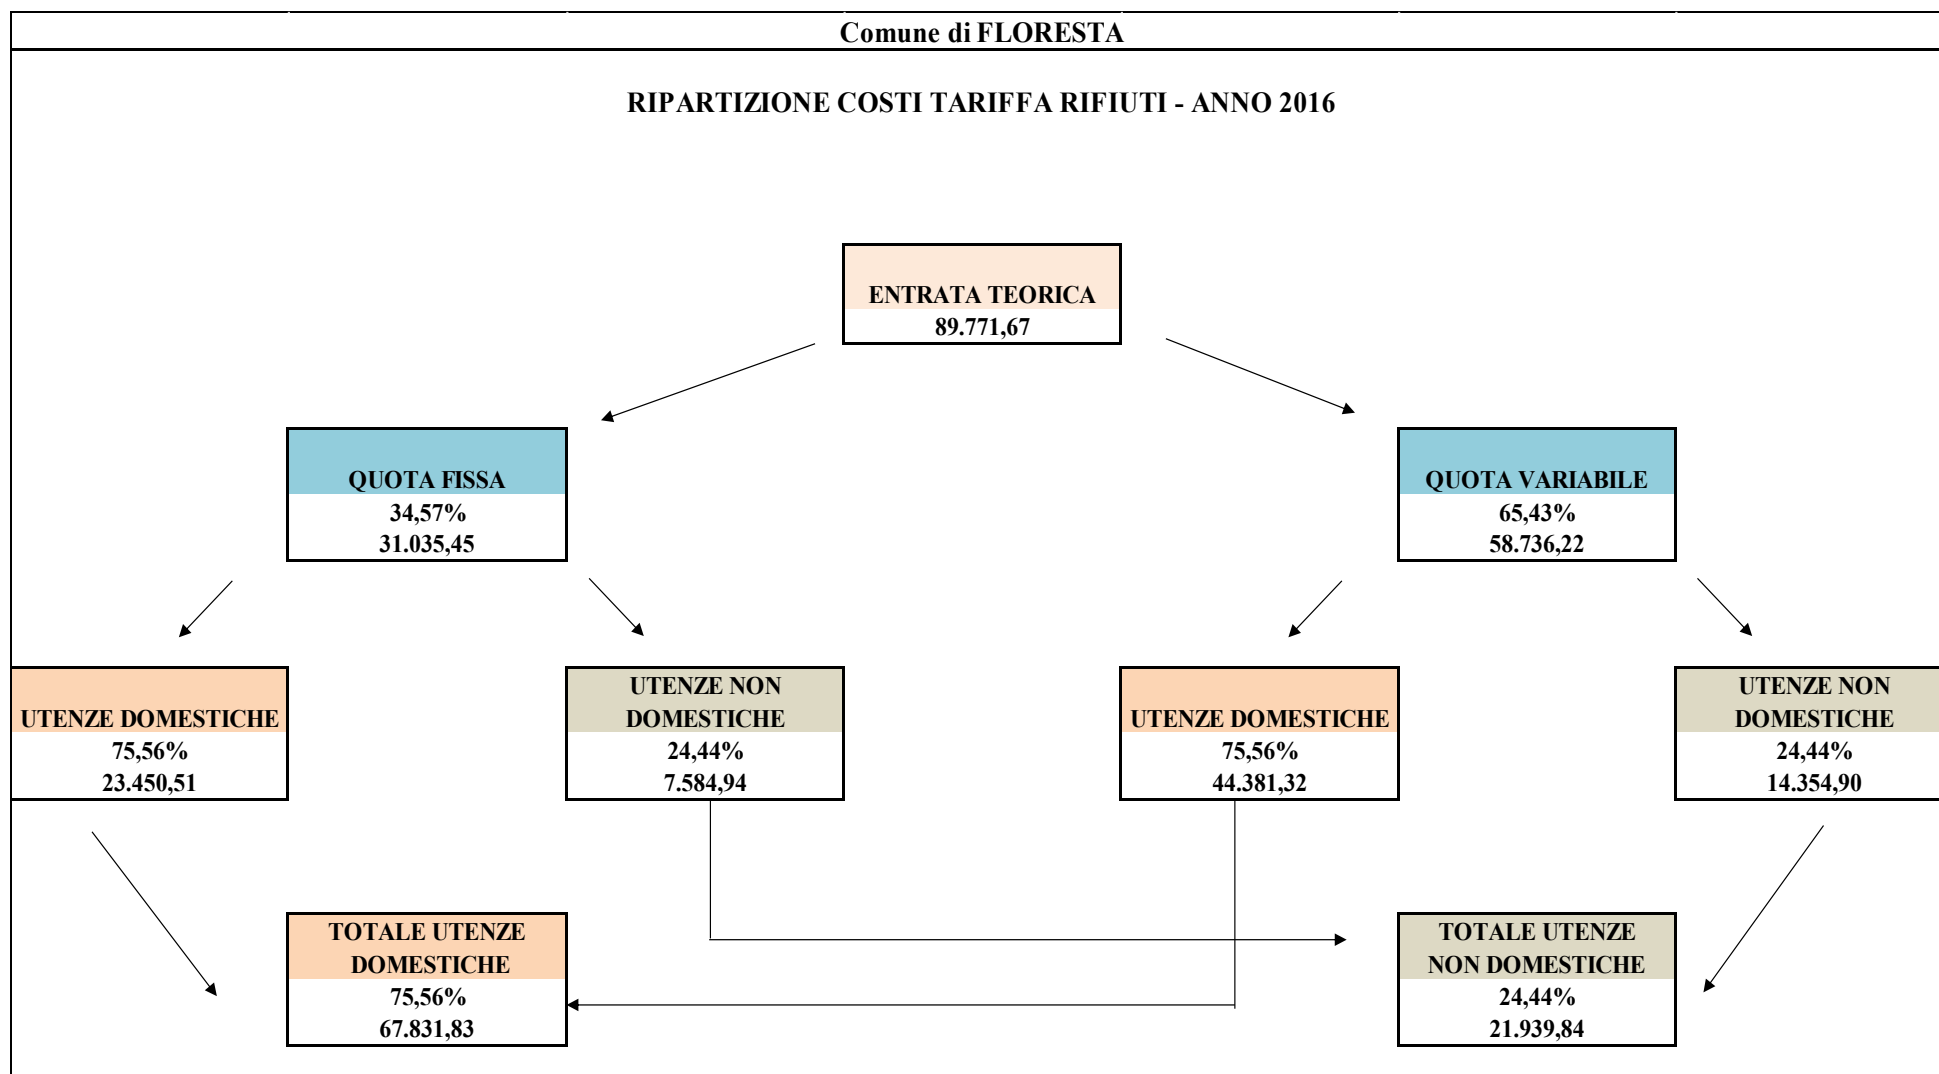 Comune di FLORESTA
RIPARTIZIONE COSTI TARIFFA RIFIUTI - ANNO 2016
ENTRATA TEORICA
89.771,67
QUOTA FISSA
34,57%
31.035,45
QUOTA VARIABILE
65,43%
58.736,22
UTENZE DOMESTICHE
75,56%
23.450,51
UTENZE NON
DOMESTICHE
24,44%
7.584,94
UTENZE DOMESTICHE
75,56%
44.381,32
UTENZE NON
DOMESTICHE
24,44%
14.354,90
TOTALE UTENZE
DOMESTICHE
75,56%
67.831,83
TOTALE UTENZE
NON DOMESTICHE
24,44%
21.939,84